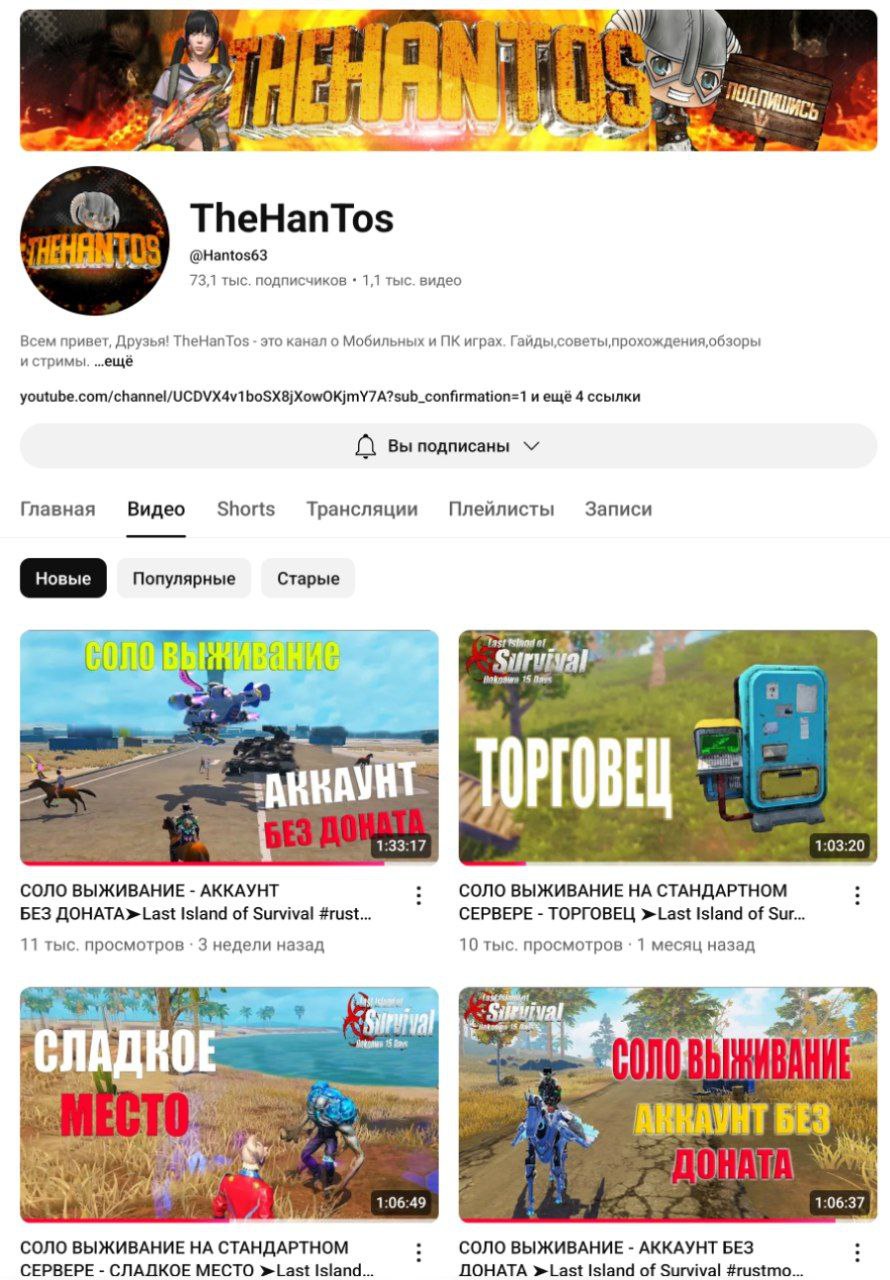 THEHANTOS
ПОДПИШИСЬ
THEHANTOS
TheHanTos
@Hantos63
73,1 тыс. подписчиков • 1,1 тыс. видео
Всем привет, Друзья! TheHanTos - это канал о Мобильных и ПК играх. Гайды,советы,прохождения,обзоры
и стримы. ...ещё
youtube.com/channel/UCDVX4v1boSX8jXowOKjmY7A?sub_confirmation=1 и ещё 4 ссылки
Вы подписаны
Главная Видео Shorts Трансляции Плейлисты Записи
Новые Популярные Старые
СОЛО ВЫЖИВАНИЕ
АККАУНТ
БЕЗ ДОНАТА
1:33:17
СОЛО ВЫЖИВАНИЕ - АККАУНТ
БЕЗ ДОНАТА➤Last Island of Survival #rust...
11 тыс. просмотров · 3 недели назад
Last Island of
Survival
Unknown 15 Days
ТОРГОВЕЦ
1:03:20
СОЛО ВЫЖИВАНИЕ НА СТАНДАРТНОМ
СЕРВЕРЕ - ТОРГОВЕЦ ➤Last Island of Sur...
10 тыс. просмотров · 1 месяц назад
Last Island of
Survival
Unknown 15 Days
СЛАДКОЕ
МЕСТО
1:06:49
СОЛО ВЫЖИВАНИЕ НА СТАНДАРТНОМ
СЕРВЕРЕ - СЛАДКОЕ МЕСТО ➤Last Island...
Last Island of
Survival
Unknown 15 Days
СОЛО ВЫЖИВАНИЕ
АККАУНТ БЕЗ
ДОНАТА
1:06:37
СОЛО ВЫЖИВАНИЕ - АККАУНТ БЕЗ
ДОНАТА ➤Last Island of Survival #rustmo...